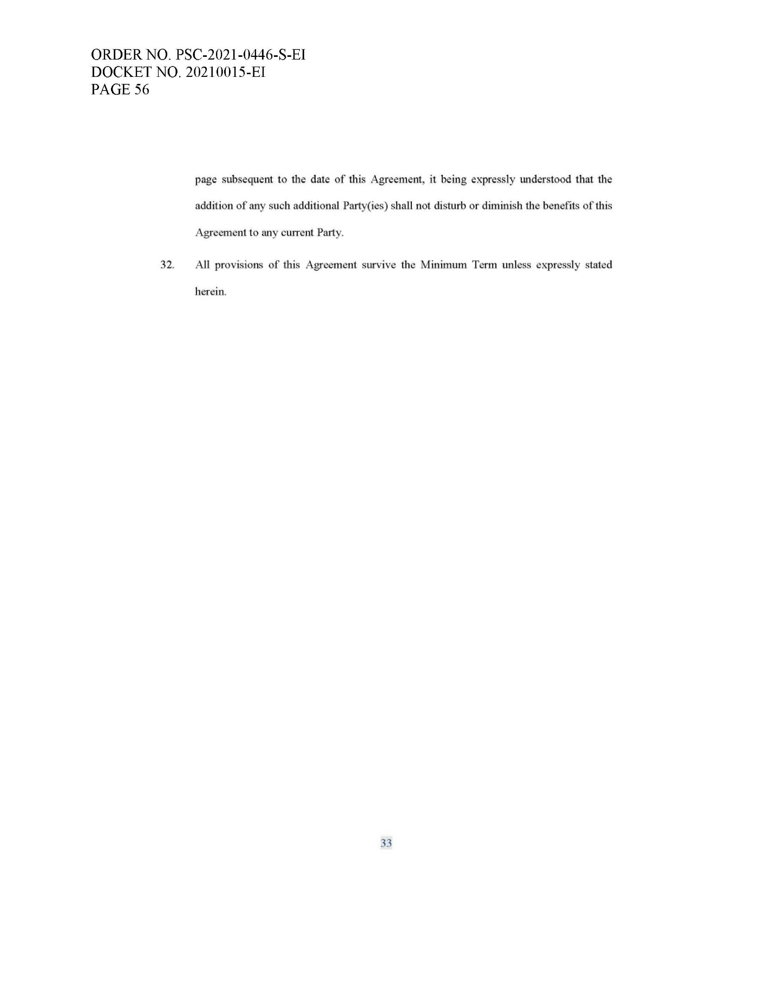 ORDER NO. PSC-2021-0446-S-EI
DOCKET NO. 20210015-EI
PAGE 56
page subsequent to the date of this Agreement, it being expressly understood that the
addition of any such additional Party(ies) shall not disturb or diminish the benefits of this
Agreement to any current Party.
32. All provisions of this Agreement survive the Minimum Term unless expressly stated
herein.
33